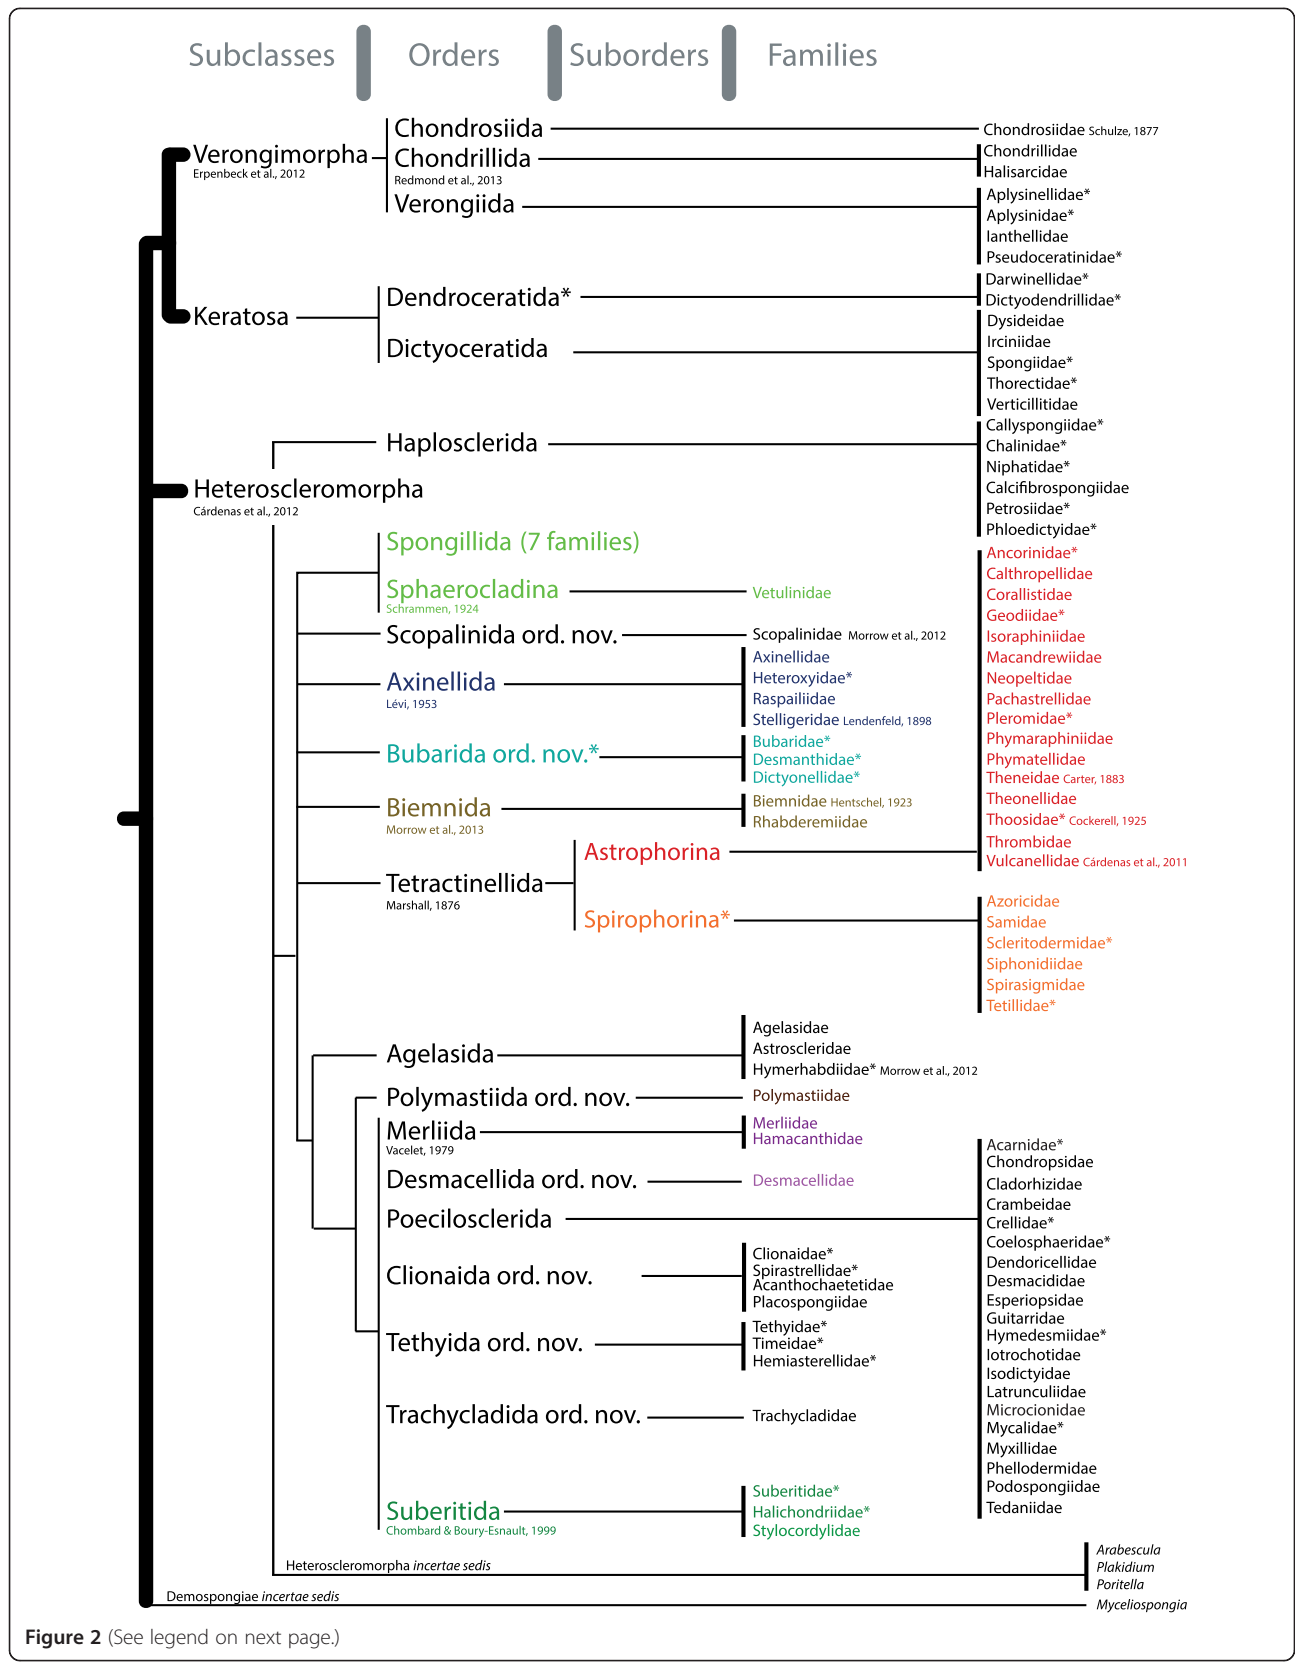 Subclasses
Orders
Suborders
Families
Verongimorpha
Erpenbeck et al., 2012
Chondrosiida
Chondrosiidae Schulze, 1877
Chondrillida
Redmond et al., 2013
Chondrillidae
Halisarcidae
Verongiida
Aplysinellidae*
Aplysinidae*
Ianthellidae
Pseudoceratinidae*
Keratosa
Dendroceratida*
Darwinellidae*
Dictyodendrillidae*
Dictyoceratida
Dysideidae
Irciniidae
Spongiidae*
Thorectidae*
Verticillitidae
Heteroscleromorpha
Cárdenas et al., 2012
Haplosclerida
Callyspongiidae*
Chalinidae*
Niphatidae*
Calcifibrospongiidae
Petrosiidae*
Phloedictyidae*
Spongillida (7 families)
Sphaerocladina
Schrammen, 1924
Vetulinidae
Scopalinida ord. nov.
Scopalinidae Morrow et al., 2012
Axinellida
Lévi, 1953
Axinellidae
Heteroxyidae*
Raspailiidae
Stelligeridae Lendenfeld, 1898
Bubarida ord. nov.*
Bubaridae*
Desmanthidae*
Dictyonellidae*
Biemnida
Morrow et al., 2013
Biemnidae Hentschel, 1923
Rhabderemiidae
Tetractinellida
Marshall, 1876
Astrophorina
Ancorinidae*
Calthropellidae
Corallistidae
Geodiidae*
Isoraphiniidae
Macandrewiidae
Neopeltidae
Pachastrellidae
Pleromidae*
Phymaraphiniidae
Phymatellidae
Theneidae Carter, 1883
Theonellidae
Thoosidae* Cockerell, 1925
Thrombidae
Vulcanellidae Cárdenas et al., 2011
Spirophorina*
Azoricidae
Samidae
Scleritodermidae*
Siphonidiidae
Spirasigmidae
Tetillidae*
Agelasida
Agelasidae
Astroscleridae
Hymerhabdiidae* Morrow et al., 2012
Polymastiida ord. nov.
Polymastiidae
Merliida
Vacelet, 1979
Merliidae
Hamacanthidae
Desmacellida ord. nov.
Desmacellidae
Poecilosclerida
Acarnidae*
Chondropsidae
Cladorhizidae
Crambeidae
Crellidae*
Coelosphaeridae*
Dendoricellidae
Desmacididae
Esperiopsidae
Guitarridae
Hymedesmiidae*
Iotrochotidae
Isodictyidae
Latrunculiidae
Microcionidae
Mycalidae*
Myxillidae
Phellodermidae
Podospongiidae
Tedaniidae
Clionaida ord. nov.
Clionaidae*
Spirastrellidae*
Acanthochaetetidae
Placospongiidae
Tethyida ord. nov.
Tethyidae*
Timeidae*
Hemiasterellidae*
Trachycladida ord. nov.
Trachycladidae
Suberitida
Chombard & Boury-Esnault, 1999
Suberitidae*
Halichondriidae*
Stylocordylidae
Heteroscleromorpha incertae sedis
Arabescula
Plakidium
Poritella
Demospongiae incertae sedis
Myceliospongia
Figure 2 (See legend on next page.)